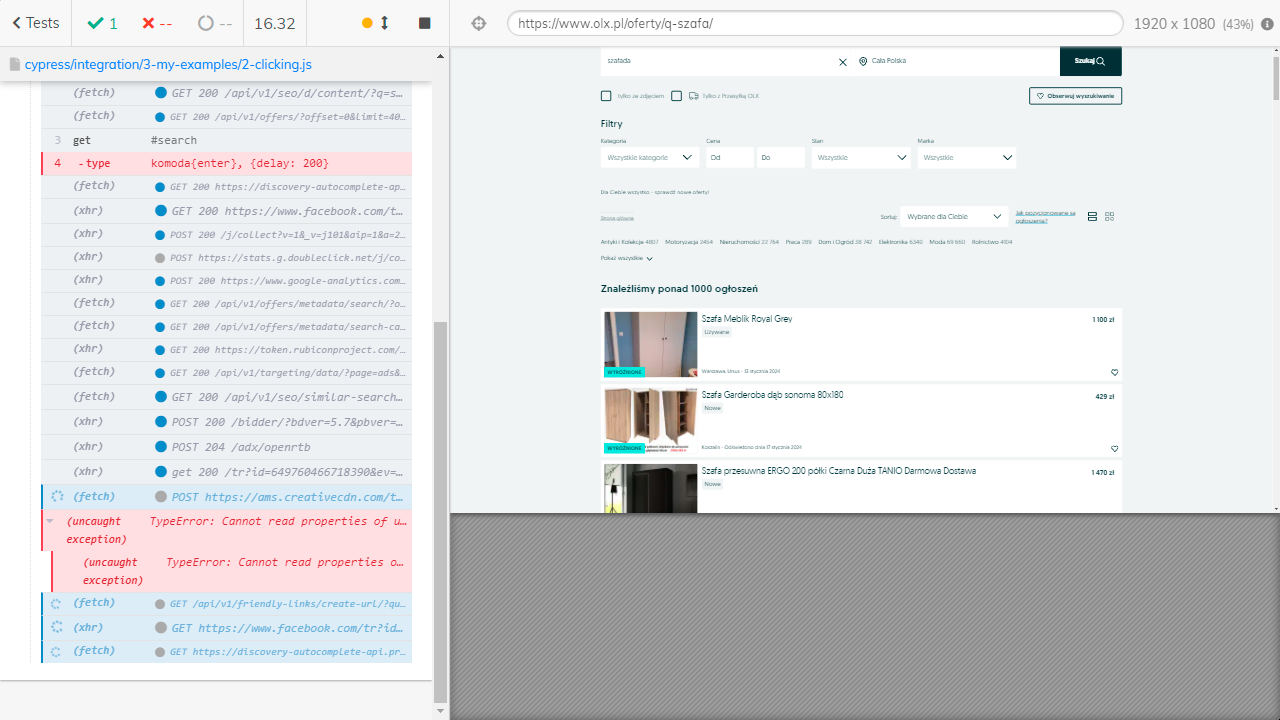 Tests
1
--
--
16.32
https://www.olx.pl/oferty/q-szafa/
1920 x 1080 (43%)
cypress/integration/3-my-examples/2-clicking.js
(fetch) GET 200 /api/v1/seo/d/content/?q=s…
(fetch) GET 200 /api/v1/offers/?offset=0&limit=40…
3 get #search
4 -type komoda{enter}, {delay: 200}
(fetch) GET 200 https://discovery-autocomplete-ap…
(xhr) GET 200 https://www.facebook.com/t…
(xhr) POST 200 /j/collect?v=1&_v=j101&a=…
(xhr) POST https://stats.g.doubleclick.net/j/co…
(xhr) POST 200 https://www.google-analytics.com…
(fetch) GET 200 /api/v1/offers/metadata/search/?o…
(fetch) GET 200 /api/v1/offers/metadata/search-ca…
(xhr) GET 200 https://token.rubiconproject.com/…
(fetch) GET 200 /api/v1/targeting/data/?page=ads&…
(fetch) GET 200 /api/v1/seo/similar-search…
(xhr) POST 200 /bidder/?bdver=5.7&pbver=…
(xhr) POST 204 /pbjs/openrtb
(fetch) POST https://ams.creativecdn.com/t…
(uncaught exception) TypeError: Cannot read properties of u…
(uncaught exception) TypeError: Cannot read properties o…
(fetch) GET /api/v1/friendly-links/create-url/?qu…
(xhr) GET https://www.facebook.com/tr?id…
(fetch) GET https://discovery-autocomplete-api.pr…
szafada
Cała Polska
Szukaj
Tylko ze zdjęciem
Tylko z Przesyłką OLX
Obserwuj wyszukiwanie
Filtry
Kategoria Cena Stan Marka
Wszystkie kategorie Od Do Wszystkie Wszystkie
Dla Ciebie wszystko - sprawdź nowe oferty!
Strona główna
Sortuj: Wybrane dla Ciebie
Jak pozycjonowane są ogłoszenia?
Antyki i Kolekcje 4807 Motoryzacja 2454 Nieruchomości 22 764 Praca 289 Dom i Ogród 38 742 Elektronika 6340 Moda 69 660 Rolnictwo 4104
Pokaż wszystkie
Znaleźliśmy ponad 1000 ogłoszeń
Szafa Meblik Royal Grey
1 100 zł
Używane
WYRÓŻNIONE
Warszawa, Ursus - 13 stycznia 2024
Szafa Garderoba dąb sonoma 80x180
429 zł
Nowe
WYRÓŻNIONE
Koszalin - Odświeżono dnia 17 stycznia 2024
Szafa przesuwna ERGO 200 półki Czarna Duża TANIO Darmowa Dostawa
1 470 zł
Nowe